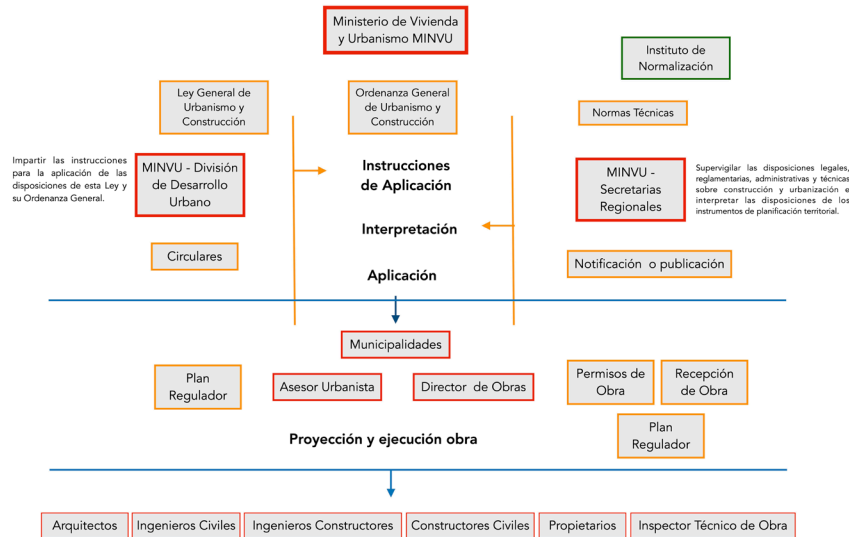 Ministerio de Vivienda
y Urbanismo MINVU
Instituto de
Normalización
Ley General de
Urbanismo y
Construcción
Ordenanza General
de Urbanismo y
Construcción
Normas Técnicas
Impartir las instrucciones
para la aplicación de las
disposiciones de esta Ley y
su Ordenanza General.
MINVU - División
de Desarrollo
Urbano
Instrucciones
de Aplicación
MINVU -
Secretarias
Regionales
Supervigilar las disposiciones legales,
reglamentarias, administrativas y técnicas
sobre construcción y urbanización e
interpretar las disposiciones de los
instrumentos de planificación territorial.
Interpretación
Circulares
Aplicación
Notificación o publicación
Municipalidades
Plan
Regulador
Asesor Urbanista
Director de Obras
Permisos de
Obra
Recepción
de Obra
Plan
Regulador
Proyección y ejecución obra
Arquitectos
Ingenieros Civiles
Ingenieros Constructores
Constructores Civiles
Propietarios
Inspector Técnico de Obra